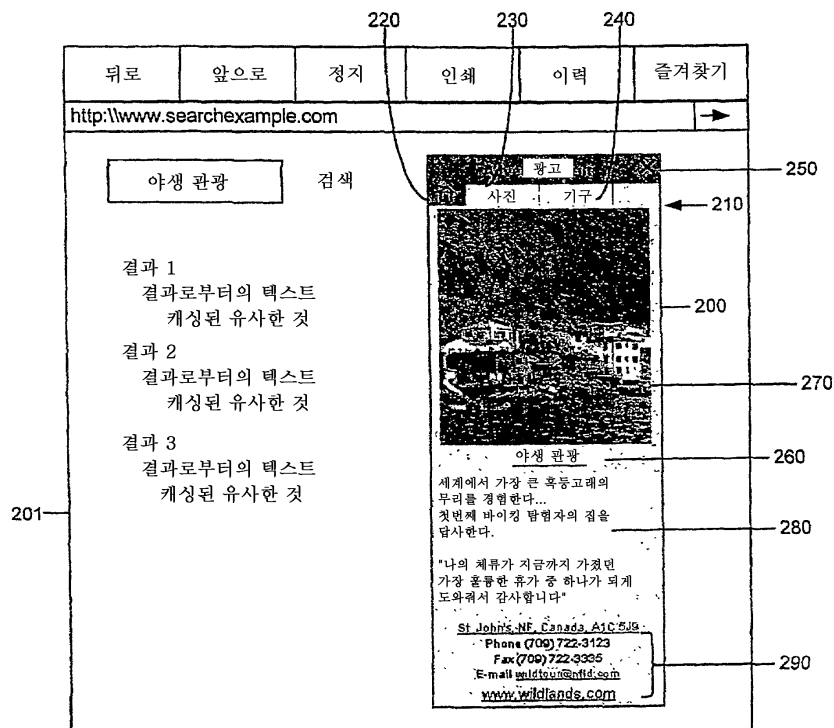 220 230 240
뒤로 앞으로 정지 인쇄 이력 즐겨찾기
http:\\www.searchexample.com
야생 관광 검색
광고
250
사진 기구
210
결과 1
결과로부터의 텍스트
캐싱된 유사한 것
200
결과 2
결과로부터의 텍스트
캐싱된 유사한 것
270
결과 3
결과로부터의 텍스트
캐싱된 유사한 것
야생 관광
260
세계에서 가장 큰 혹등고래의
무리를 경험한다...
201
첫번째 바이킹 탐험자의 집을
답사한다.
280
"나의 체류가 지금까지 가졌던
가장 훌륭한 휴가 중 하나가 되게
도와줘서 감사합니다"
St John's, NF, Canada, A1C 5J9
Phone (709) 722-3123
Fax (709) 722-3335
E-mail wildtour@nfld.com
290
www.wildlands.com